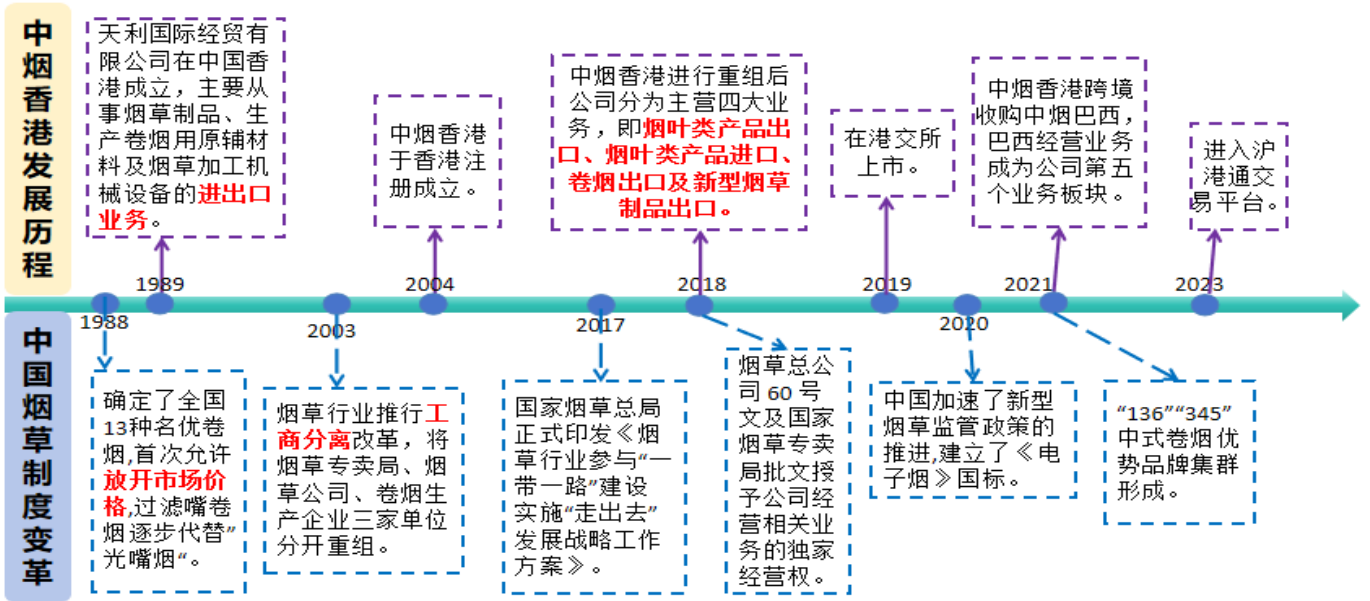 中烟香港发展历程
天利国际经贸有
限公司在中国香
港成立，主要从
事烟草制品、生
产卷烟用原辅材
料及烟草加工机
械设备的进出口
业务。
中烟香港
于香港注
册成立。
中烟香港进行重组后
公司分为主营四大业
务，即烟叶类产品出
口、烟叶类产品进口、
卷烟出口及新型烟草
制品出口。
在港交所
上市。
中烟香港跨境
收购中烟巴西，
巴西经营业务
成为公司第五
个业务板块。
进入沪
港通交
易平台。
1989
2004
2018
2019
2021
2023
1988
2003
2017
2020
中国烟草制度变革
确定了全国
13种名优卷
烟,首次允许
放开市场价
格,过滤嘴卷
烟逐步代替”
光嘴烟“。
烟草行业推行工
商分离改革，将
烟草专卖局、烟
草公司、卷烟生
产企业三家单位
分开重组。
国家烟草总局
正式印发《烟
草行业参与“一
带一路”建设
实施“走出去”
发展战略工作
方案》。
烟草总公
司 60 号
文及国家
烟草专卖
局批文授
予公司经
营相关业
务的独家
经营权。
中国加速了新型
烟草监管政策的
推进,建立了《电
子烟》国标。
“136”“345”
中式卷烟优
势品牌集群
形成。